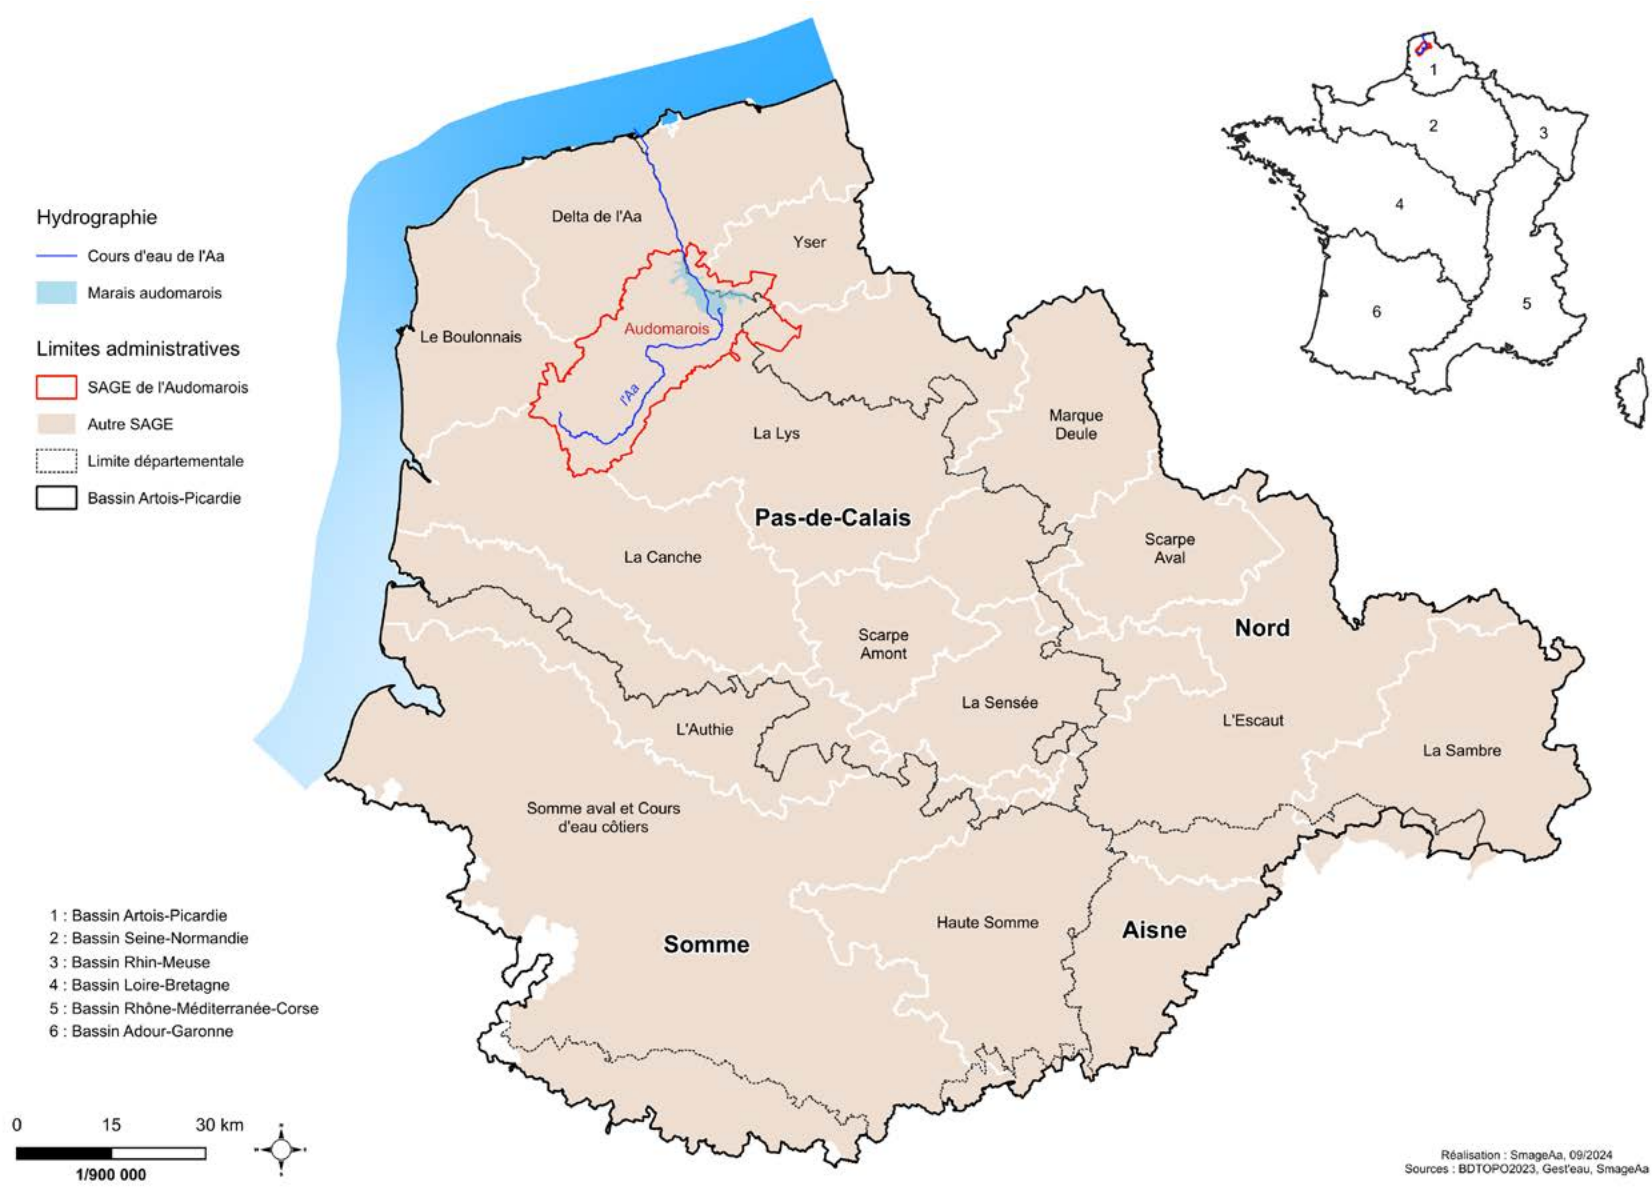 Hydrographie
Cours d'eau de l'Aa
Marais audomarois
Limites administratives
SAGE de l'Audomarois
Autre SAGE
Limite départementale
Bassin Artois-Picardie
1 : Bassin Artois-Picardie
2 : Bassin Seine-Normandie
3 : Bassin Rhin-Meuse
4 : Bassin Loire-Bretagne
5 : Bassin Rhône-Méditerranée-Corse
6 : Bassin Adour-Garonne
0 15 30 km
1/900 000
Delta de l'Aa
Yser
Le Boulonnais
Audomarois
l'Aa
La Lys
Marque
Deule
Pas-de-Calais
La Canche
Scarpe
Aval
Nord
Scarpe
Amont
La Sensée
L'Authie
L'Escaut
La Sambre
Somme aval et Cours
d'eau côtiers
Haute Somme
Somme
Aisne
1
2
3
4
5
6
Réalisation : SmageAa, 09/2024
Sources : BDTOPO2023, Gest'eau, SmageAa